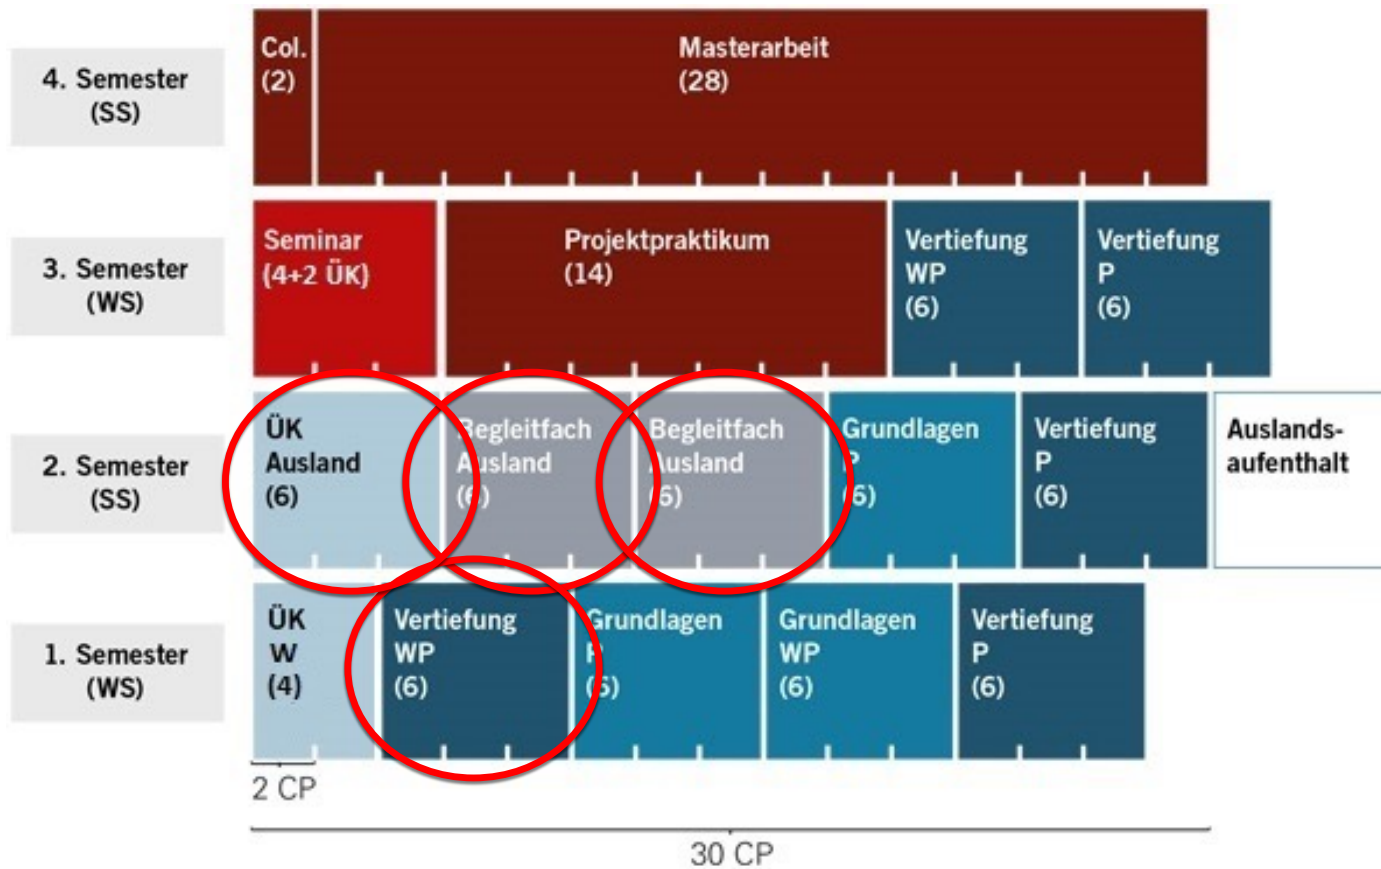 4. Semester
(SS)
Col.
(2)
Masterarbeit
(28)
3. Semester
(WS)
Seminar
(4+2 ÜK)
Projektpraktikum
(14)
Vertiefung
WP
(6)
Vertiefung
P
(6)
2. Semester
(SS)
ÜK
Ausland
(6)
Begleitfach
Ausland
(6)
Begleitfach
Ausland
(6)
Grundlagen
P
(6)
Vertiefung
P
(6)
Auslands-
aufenthalt
1. Semester
(WS)
ÜK
W
(4)
Vertiefung
WP
(6)
Grundlagen
P
(6)
Grundlagen
WP
(6)
Vertiefung
P
(6)
2 CP
30 CP